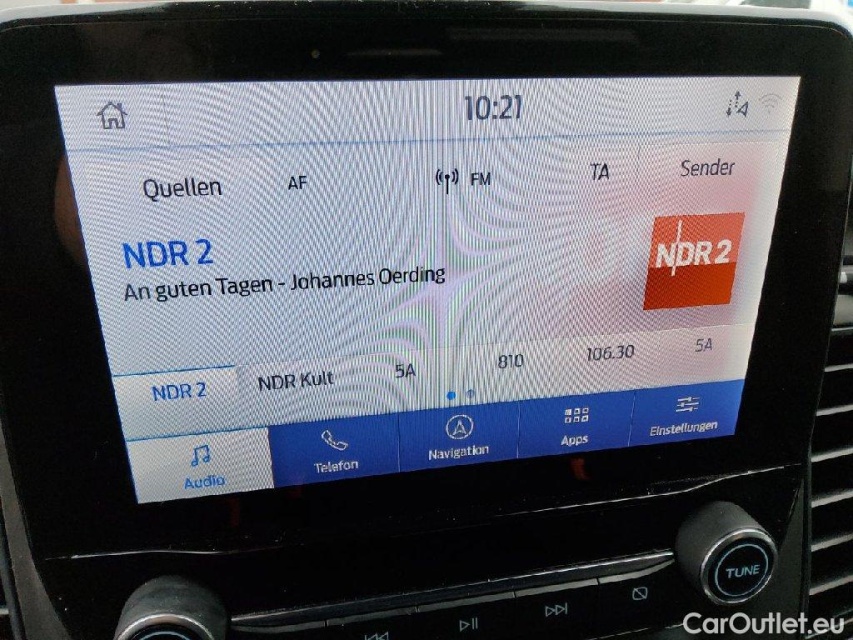 10:21
Quellen AF FM TA Sender
NDR 2
NDR 2
An guten Tagen - Johannes Oerding
NDR 2 NDR Kult 5A 810 106.30 5A
Audio Telefon Navigation Apps Einstellungen
TUNE
CarOutlet.eu